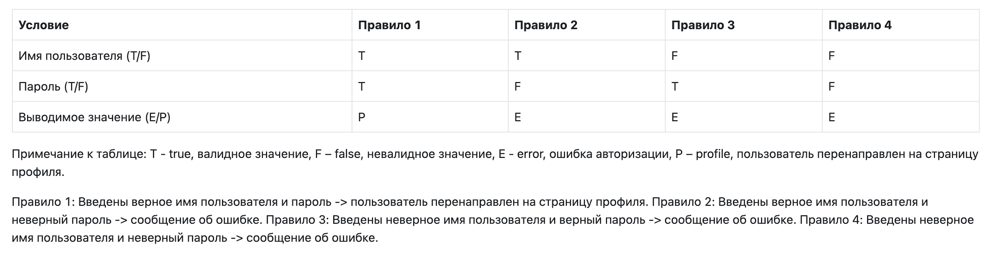 Условие Правило 1 Правило 2 Правило 3 Правило 4
Имя пользователя (T/F) T T F F
Пароль (T/F) T F T F
Выводимое значение (E/P) P E E E
Примечание к таблице: T - true, валидное значение, F – false, невалидное значение, E - error, ошибка авторизации, P – profile, пользователь перенаправлен на страницу
профиля.
Правило 1: Введены верное имя пользователя и пароль -> пользователь перенаправлен на страницу профиля. Правило 2: Введены верное имя пользователя и
неверный пароль -> сообщение об ошибке. Правило 3: Введены неверное имя пользователя и верный пароль -> сообщение об ошибке. Правило 4: Введены неверное
имя пользователя и неверный пароль -> сообщение об ошибке.